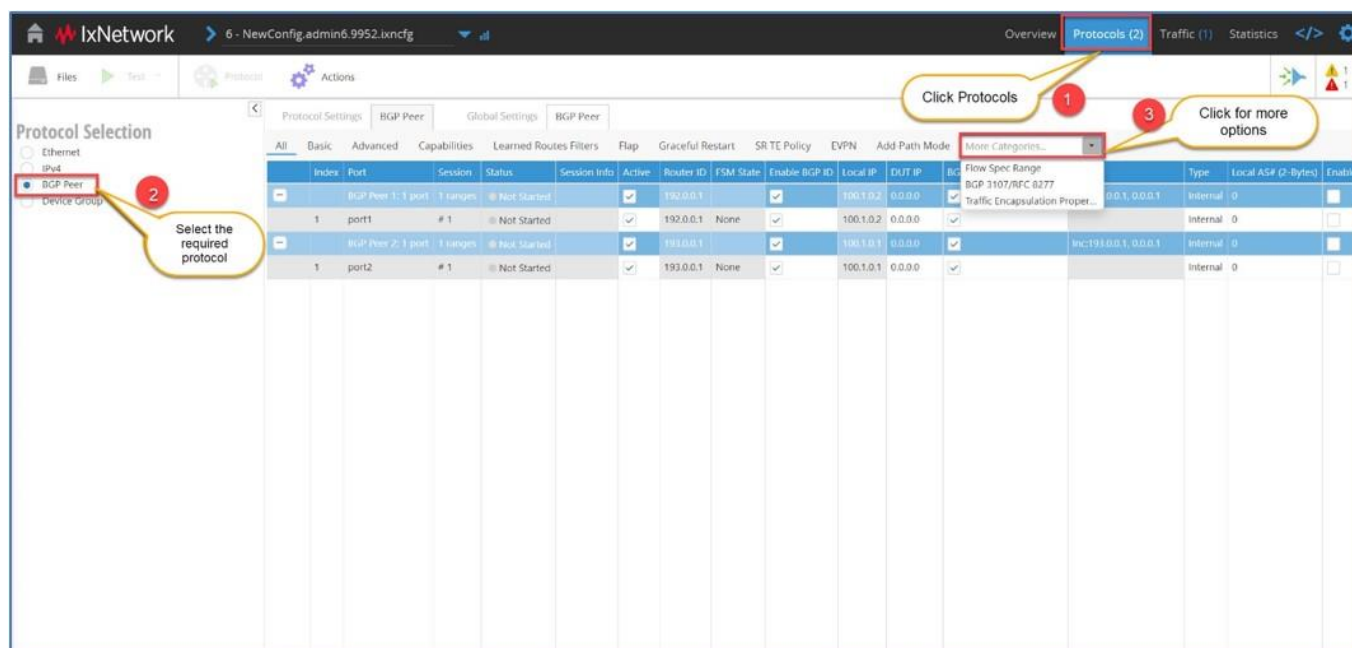 IxNetwork
6 - NewConfig.admin6.9952.ixncfg
Overview
Protocols (2)
Traffic (1)
Statistics
</>
Files
Test
Protocol
Actions
1
1
Click Protocols
1
3
Click for more
options
Protocol Selection
Ethernet
IPv4
BGP Peer
Device Group
2
Select the
required
protocol
Protocol Settings BGP Peer Global Settings BGP Peer
All Basic Advanced Capabilities Learned Routes Filters Flap Graceful Restart SR TE Policy EVPN Add Path Mode More Categories...
Flow Spec Range
BGP 3107/RFC 8277
Traffic Encapsulation Proper...
Index Port Session Status Session Info Active Router ID FSM State Enable BGP ID Local IP DUT IP Type Local AS# (2-Bytes)
BGP Peer 1: 1 port 1 ranges Not Started 192.0.0.1 100.1.0.2 0.0.0.0 0.0.1, 0.0.0.1 Internal 0
1 port1 # 1 Not Started 192.0.0.1 None 100.1.0.2 0.0.0.0 Internal 0
BGP Peer 2: 1 port 1 ranges Not Started 193.0.0.1 100.1.0.1 0.0.0.0 Inc:193.0.0.1, 0.0.0.1 Internal 0
1 port2 # 1 Not Started 193.0.0.1 None 100.1.0.1 0.0.0.0 Internal 0